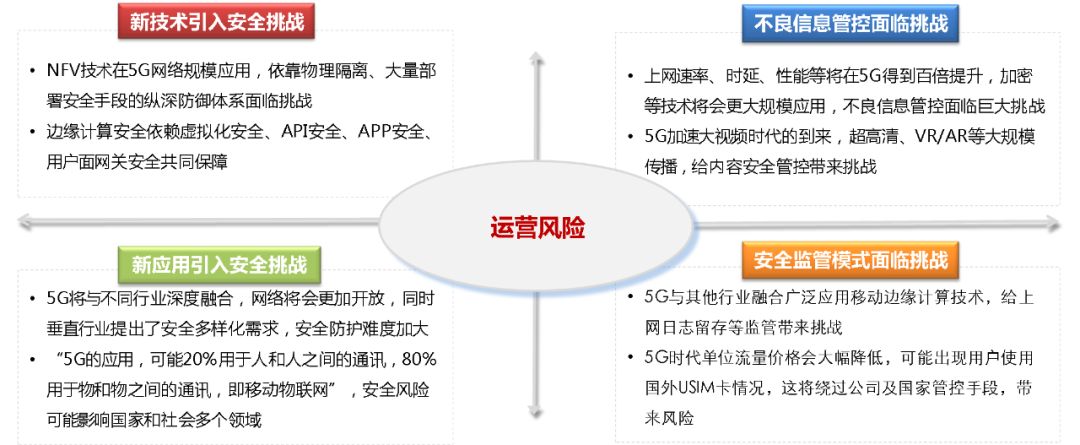 新技术引入安全挑战
• NFV技术在5G网络规模应用，依靠物理隔离、大量部
署安全手段的纵深防御体系面临挑战
• 边缘计算安全依赖虚拟化安全、API安全、APP安全、
用户面网关安全共同保障
不良信息管控面临挑战
• 上网速率、时延、性能等将在5G得到百倍提升，加密
等技术将会更大规模应用，不良信息管控面临巨大挑战
• 5G加速大视频时代的到来，超高清、VR/AR等大规模
传播，给内容安全管控带来挑战
运营风险
新应用引入安全挑战
• 5G将与不同行业深度融合，网络将会更加开放，同时
垂直行业提出了安全多样化需求，安全防护难度加大
• “5G的应用，可能20%用于人和人之间的通讯，80%
用于物和物之间的通讯，即移动物联网”，安全风险
可能影响国家和社会多个领域
安全监管模式面临挑战
• 5G与其他行业融合广泛应用移动边缘计算技术，给上
网日志留存等监管带来挑战
• 5G时代单位流量价格会大幅降低，可能出现用户使用
国外USIM卡情况，这将绕过公司及国家管控手段，带
来风险